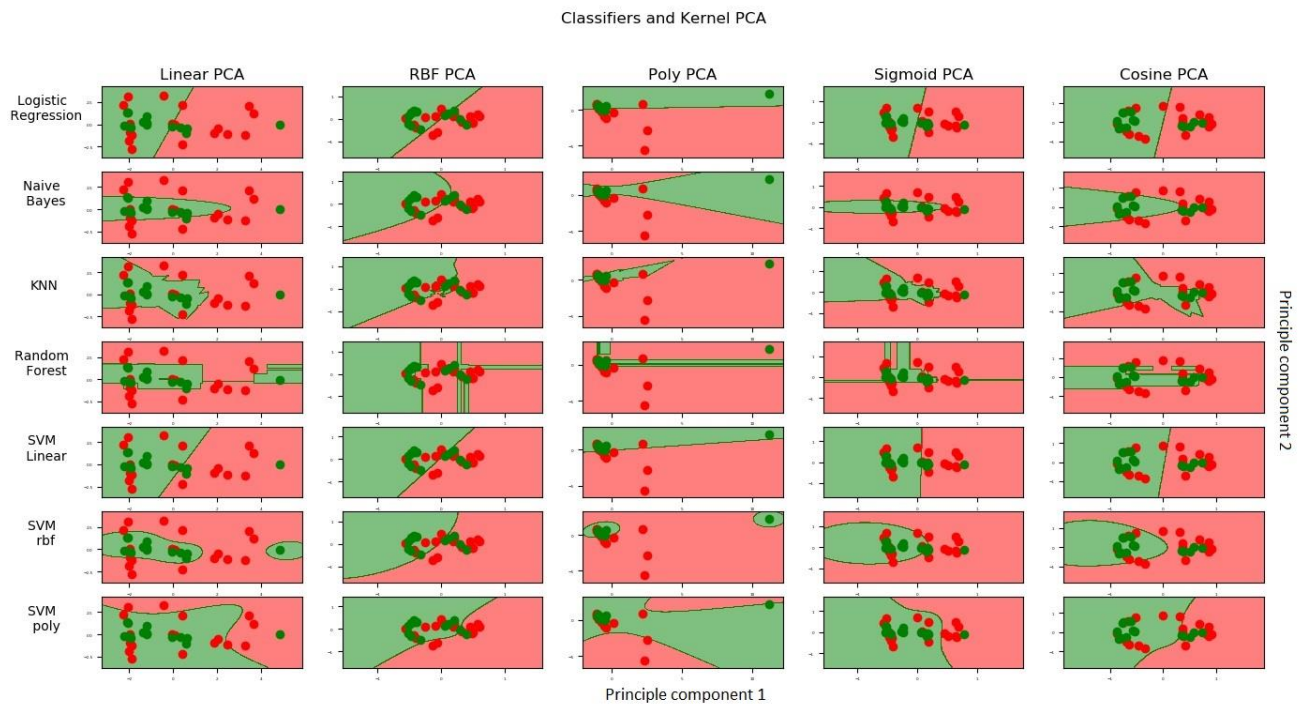 Classifiers and Kernel PCA
Linear PCA
RBF PCA
Poly PCA
Sigmoid PCA
Cosine PCA
Logistic
Regression
Naive
Bayes
KNN
Random
Forest
SVM
Linear
SVM
rbf
SVM
poly
Principle component 2
Principle component 1